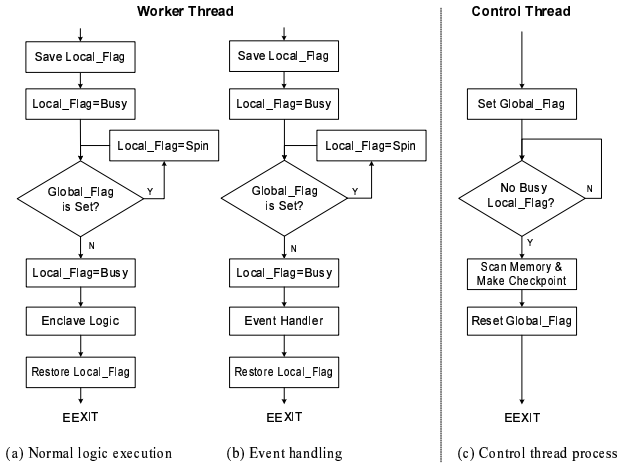 Worker Thread
Save Local_Flag
Local_Flag=Busy
Local_Flag=Spin
Global_Flag
is Set?
Y
N
Local_Flag=Busy
Enclave Logic
Restore Local_Flag
EEXIT
(a) Normal logic execution
Save Local_Flag
Local_Flag=Busy
Local_Flag=Spin
Global_Flag
is Set?
Y
N
Local_Flag=Busy
Event Handler
Restore Local_Flag
EEXIT
(b) Event handling
Control Thread
Set Global_Flag
No Busy
Local_Flag?
N
Y
Scan Memory &
Make Checkpoint
Reset Global_Flag
EEXIT
(c) Control thread process